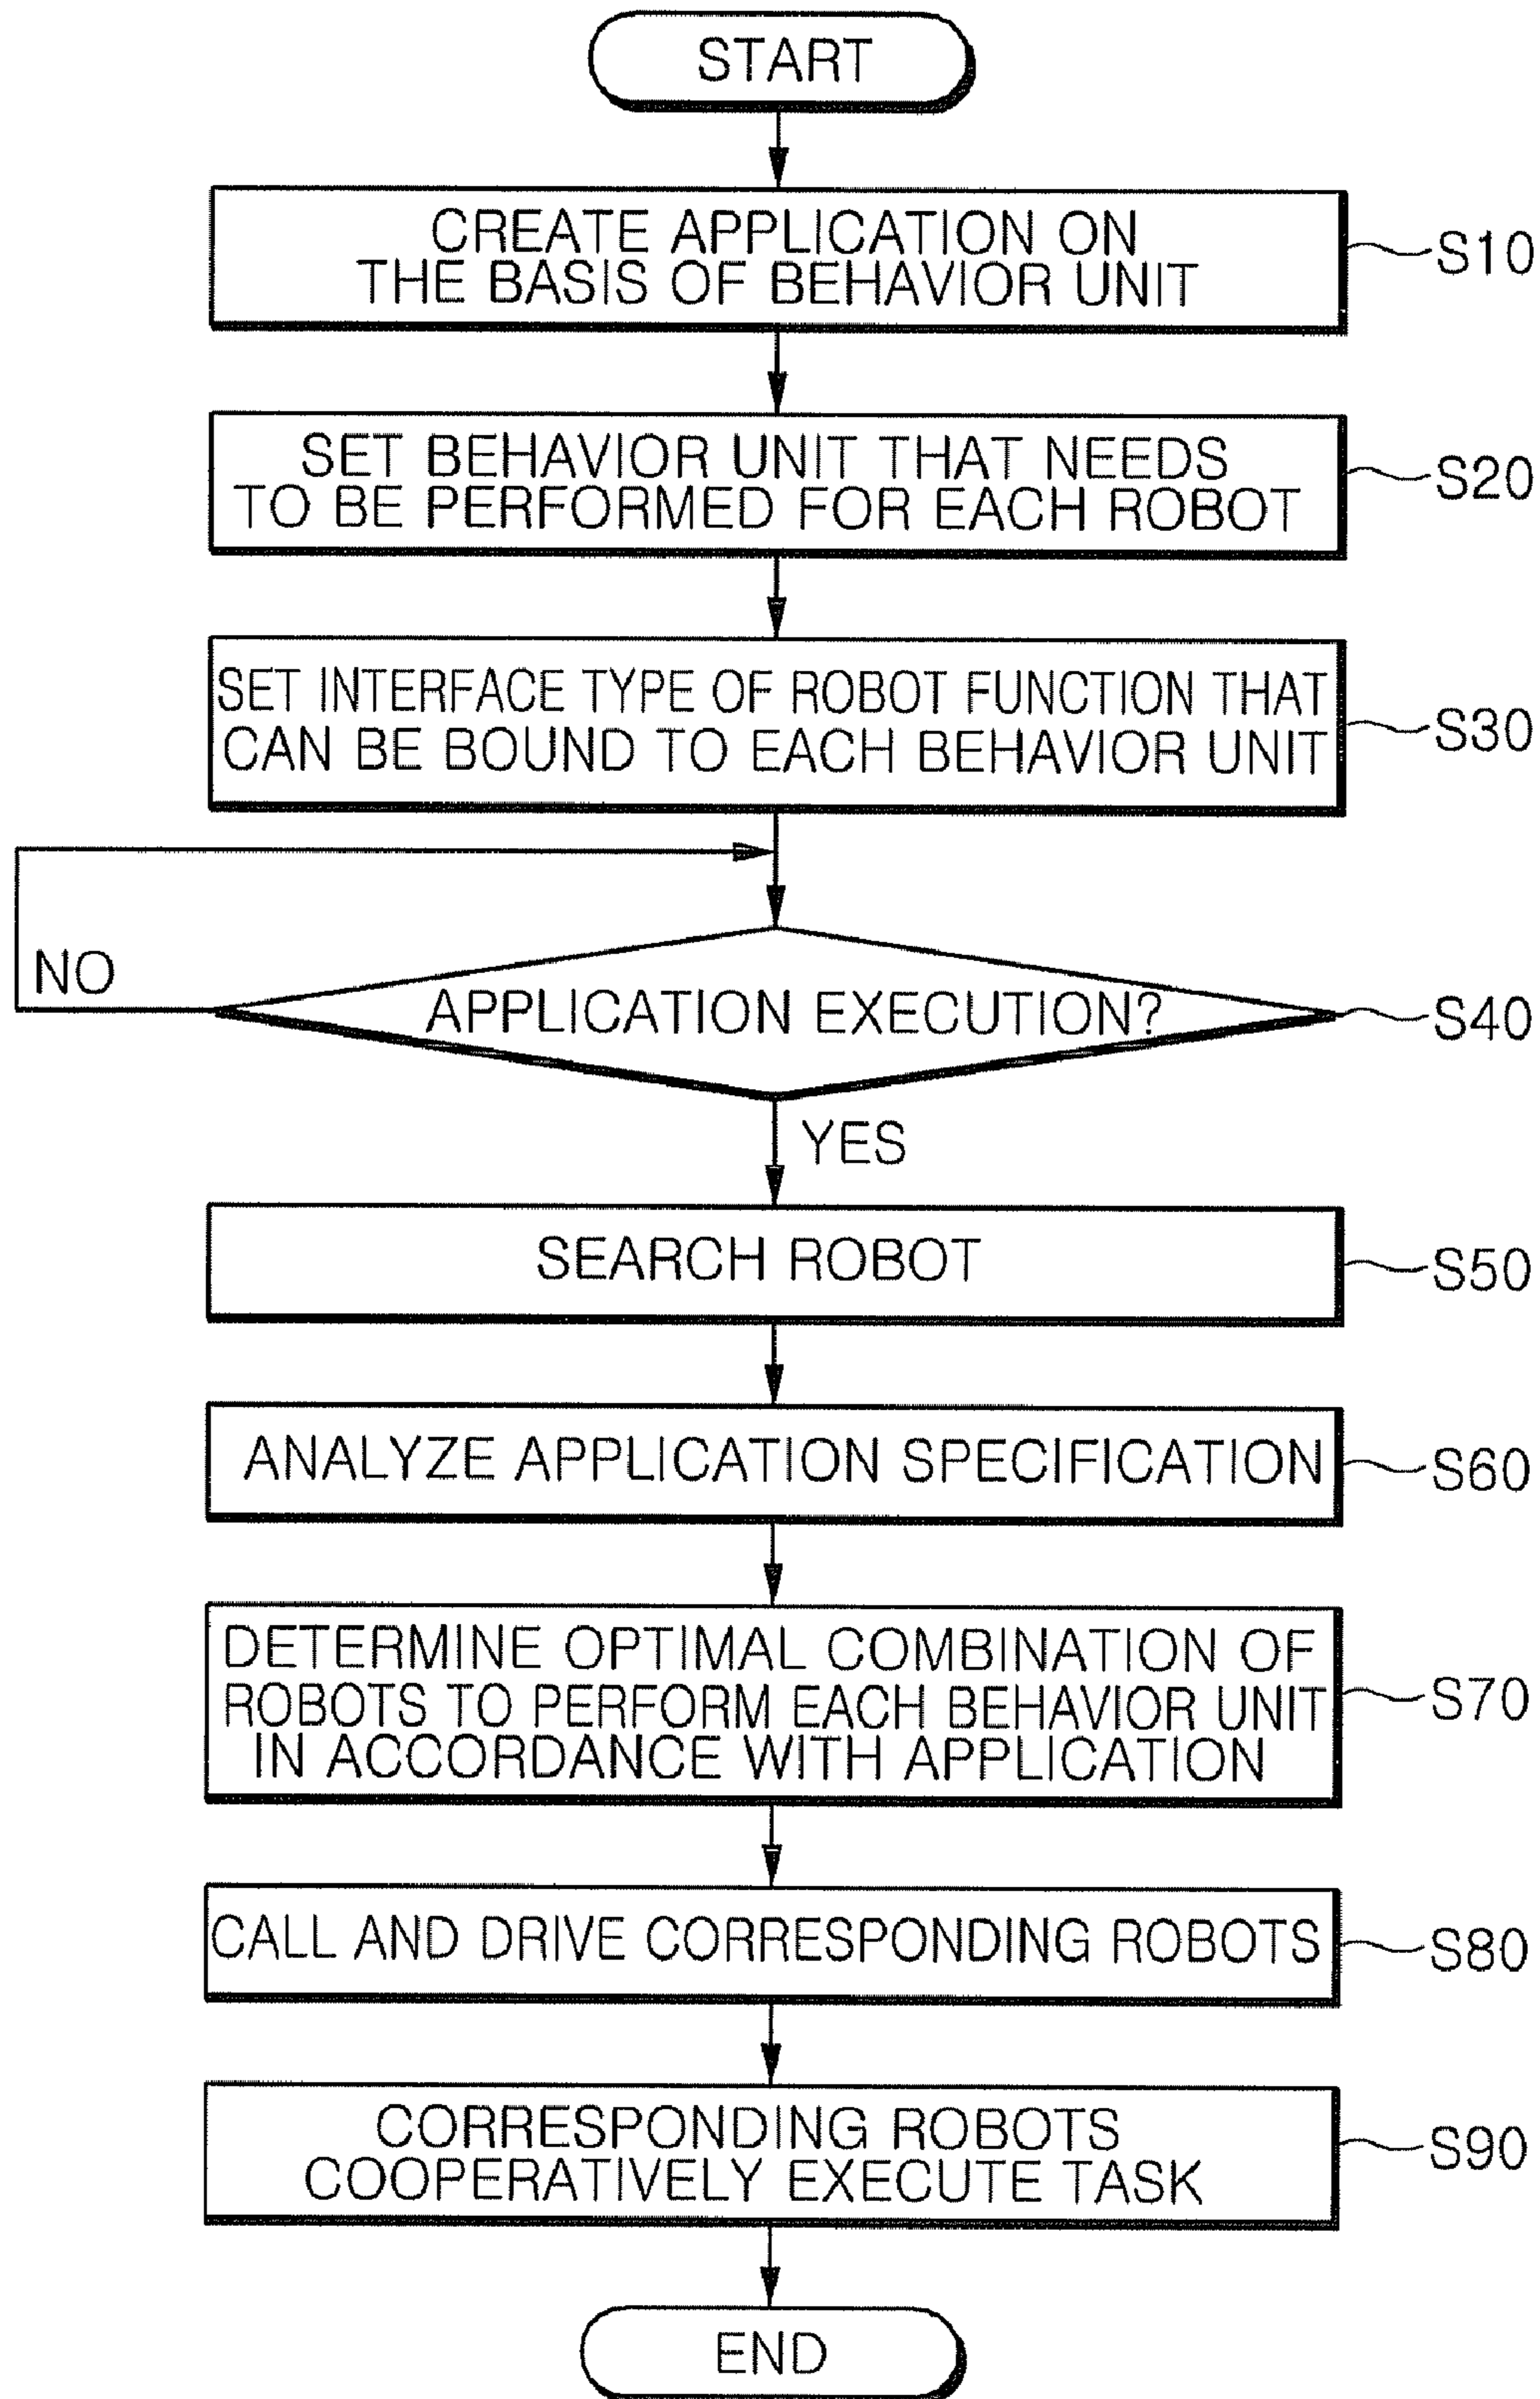 START
CREATE APPLICATION ON
THE BASIS OF BEHAVIOR UNIT
S10
SET BEHAVIOR UNIT THAT NEEDS
TO BE PERFORMED FOR EACH ROBOT
S20
SET INTERFACE TYPE OF ROBOT FUNCTION THAT
CAN BE BOUND TO EACH BEHAVIOR UNIT
S30
NO
APPLICATION EXECUTION?
S40
YES
SEARCH ROBOT
S50
ANALYZE APPLICATION SPECIFICATION
S60
DETERMINE OPTIMAL COMBINATION OF
ROBOTS TO PERFORM EACH BEHAVIOR UNIT
IN ACCORDANCE WITH APPLICATION
S70
CALL AND DRIVE CORRESPONDING ROBOTS
S80
CORRESPONDING ROBOTS
COOPERATIVELY EXECUTE TASK
S90
END